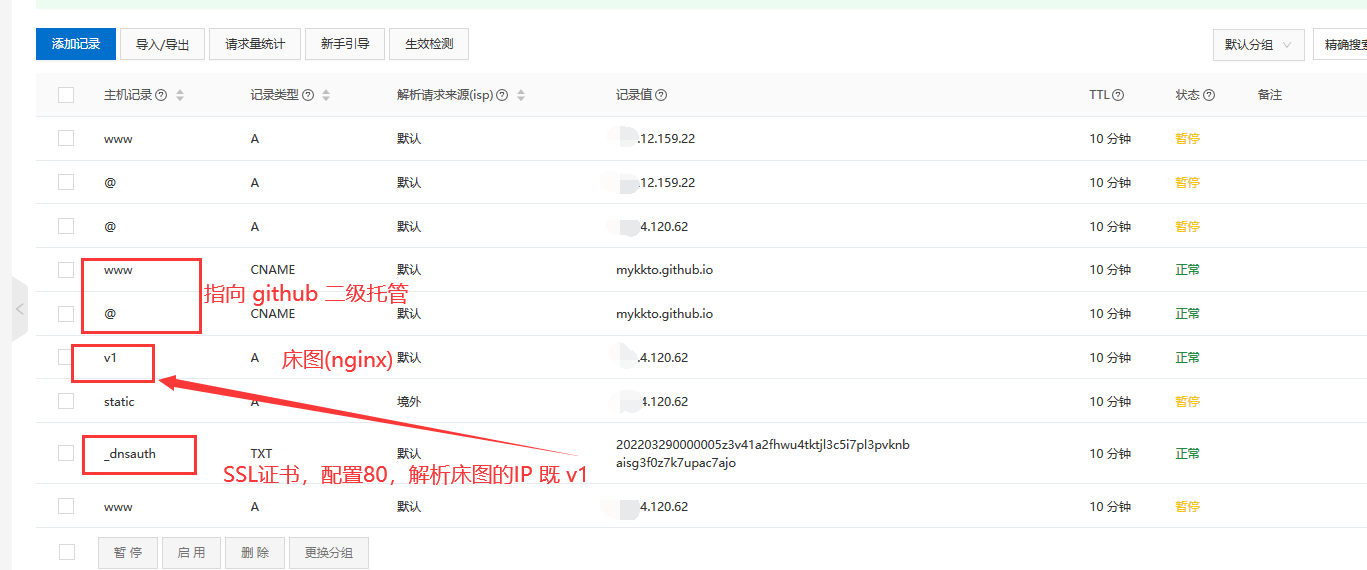 添加记录 导入/导出 请求量统计 新手引导 生效检测 默认分组 精确搜索
主机记录 记录类型 解析请求来源(isp) 记录值 TTL 状态 备注
www A 默认 .12.159.22 10 分钟 暂停
@ A 默认 12.159.22 10 分钟 暂停
@ A 默认 4.120.62 10 分钟 暂停
www CNAME 默认 mykkto.github.io 10 分钟 正常
指向 github 二级托管
@ CNAME 默认 mykkto.github.io 10 分钟 正常
v1 A 床图(nginx) 默认 .4.120.62 10 分钟 正常
static A 境外 4.120.62 10 分钟 暂停
_dnsauth TXT 默认 202203290000005z3v41a2fhwu4tktjl3c5i7pl3pvknb 10 分钟 正常
aisg3f0z7k7upac7ajo
SSL证书，配置80，解析床图的IP 既 v1
www A 默认 4.120.62 10 分钟 暂停
暂停 启用 删除 更换分组